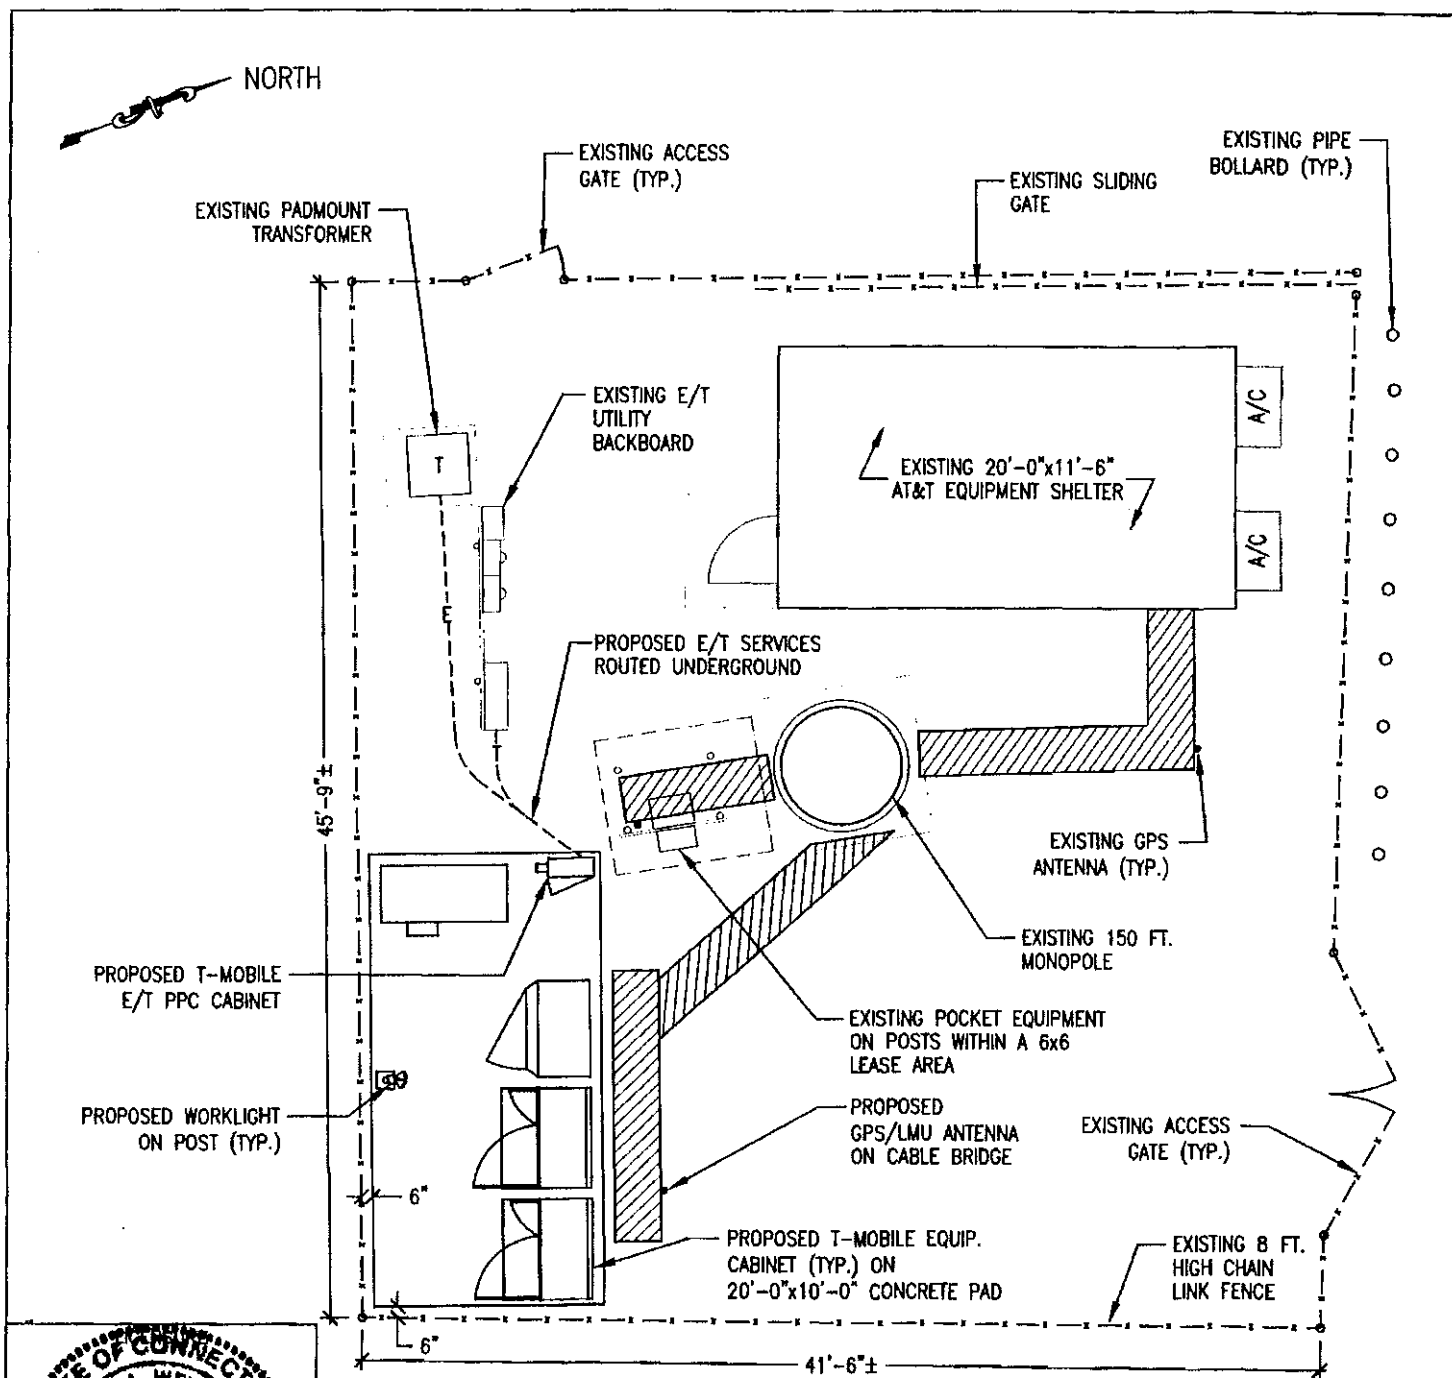 NORTH
EXISTING ACCESS
GATE (TYP.)
EXISTING PIPE
BOLLARD (TYP.)
EXISTING SLIDING
GATE
EXISTING PADMOUNT
TRANSFORMER
EXISTING E/T
UTILITY
BACKBOARD
T
A/C
EXISTING 20'-0"x11'-6"
AT&T EQUIPMENT SHELTER
A/C
E
PROPOSED E/T SERVICES
ROUTED UNDERGROUND
T
45'-9"±
EXISTING GPS
ANTENNA (TYP.)
EXISTING 150 FT.
MONOPOLE
PROPOSED T-MOBILE
E/T PPC CABINET
EXISTING POCKET EQUIPMENT
ON POSTS WITHIN A 6x6
LEASE AREA
PROPOSED WORKLIGHT
ON POST (TYP.)
PROPOSED
GPS/LMU ANTENNA
ON CABLE BRIDGE
EXISTING ACCESS
GATE (TYP.)
6"
PROPOSED T-MOBILE EQUIP.
CABINET (TYP.) ON
20'-0"x10'-0" CONCRETE PAD
EXISTING 8 FT.
HIGH CHAIN
LINK FENCE
6"
41'-6"±
OF CONNECT